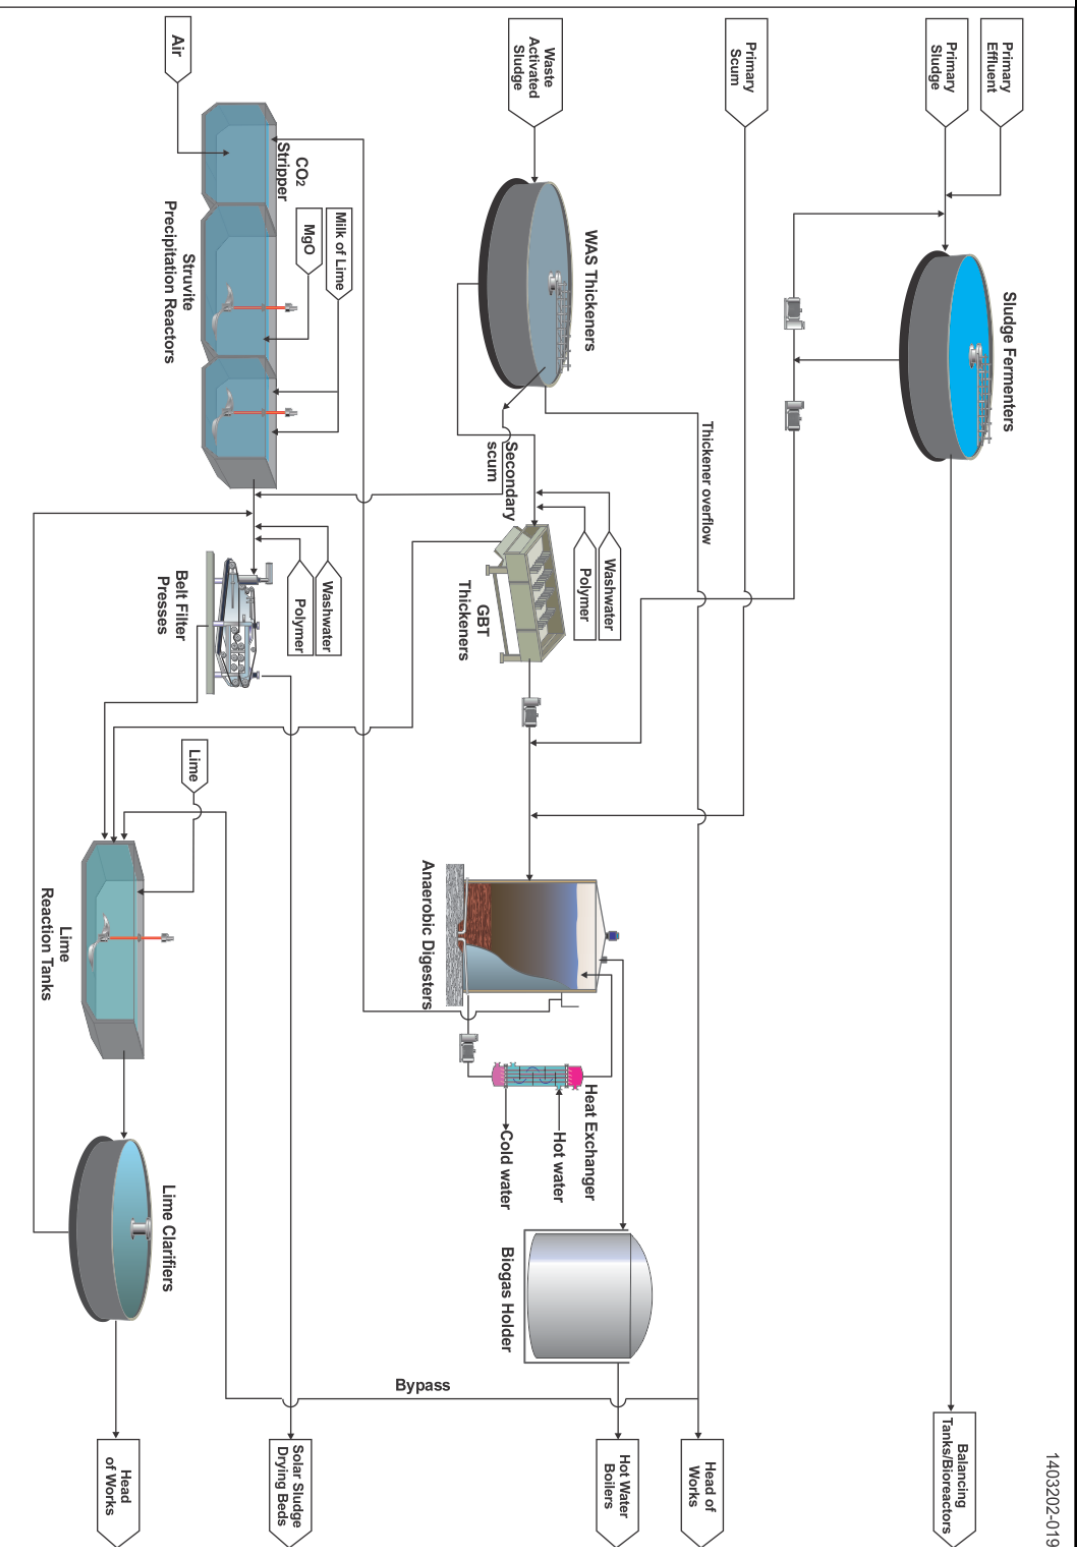 1403202-019
Primary
Effluent
Primary
Sludge
Sludge Fermenters
Balancing
Tanks/Bioreactors
Primary
Scum
Thickener overflow
Head of
Works
Waste
Activated
Sludge
WAS Thickeners
Secondary
scum
Washwater
Polymer
GBT
Thickeners
Anaerobic Digesters
Heat Exchanger
Hot water
Cold water
Biogas Holder
Hot Water
Boilers
Bypass
Air
CO2
Stripper
Milk of Lime
MgO
Struvite
Precipitation Reactors
Washwater
Polymer
Belt Filter
Presses
Solar Sludge
Drying Beds
Lime
Lime
Reaction Tanks
Lime Clarifiers
Head
of Works